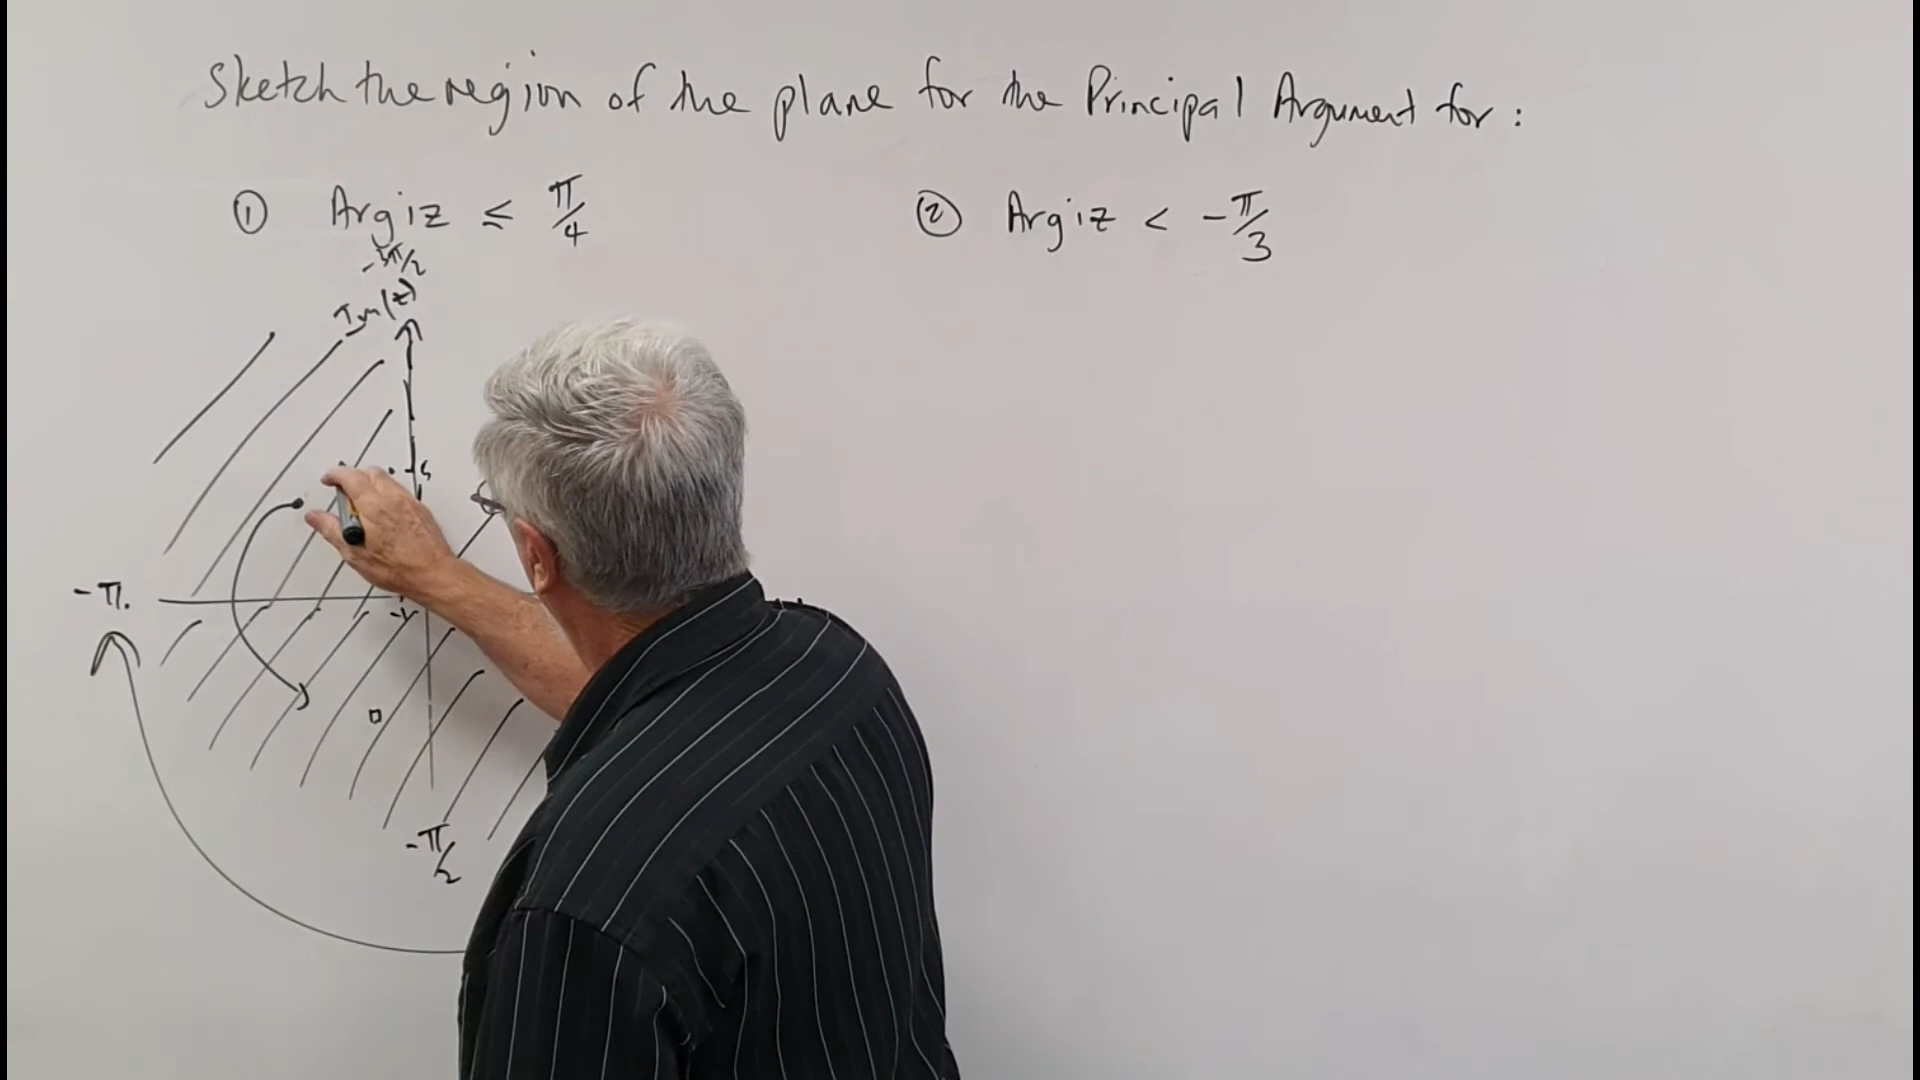 Sketch the region of the plane for the Principal Argument for:
① Arg iz ≤ π/4
② Arg iz < -π/3
-3π/2
Im(z)
-π
-π/2